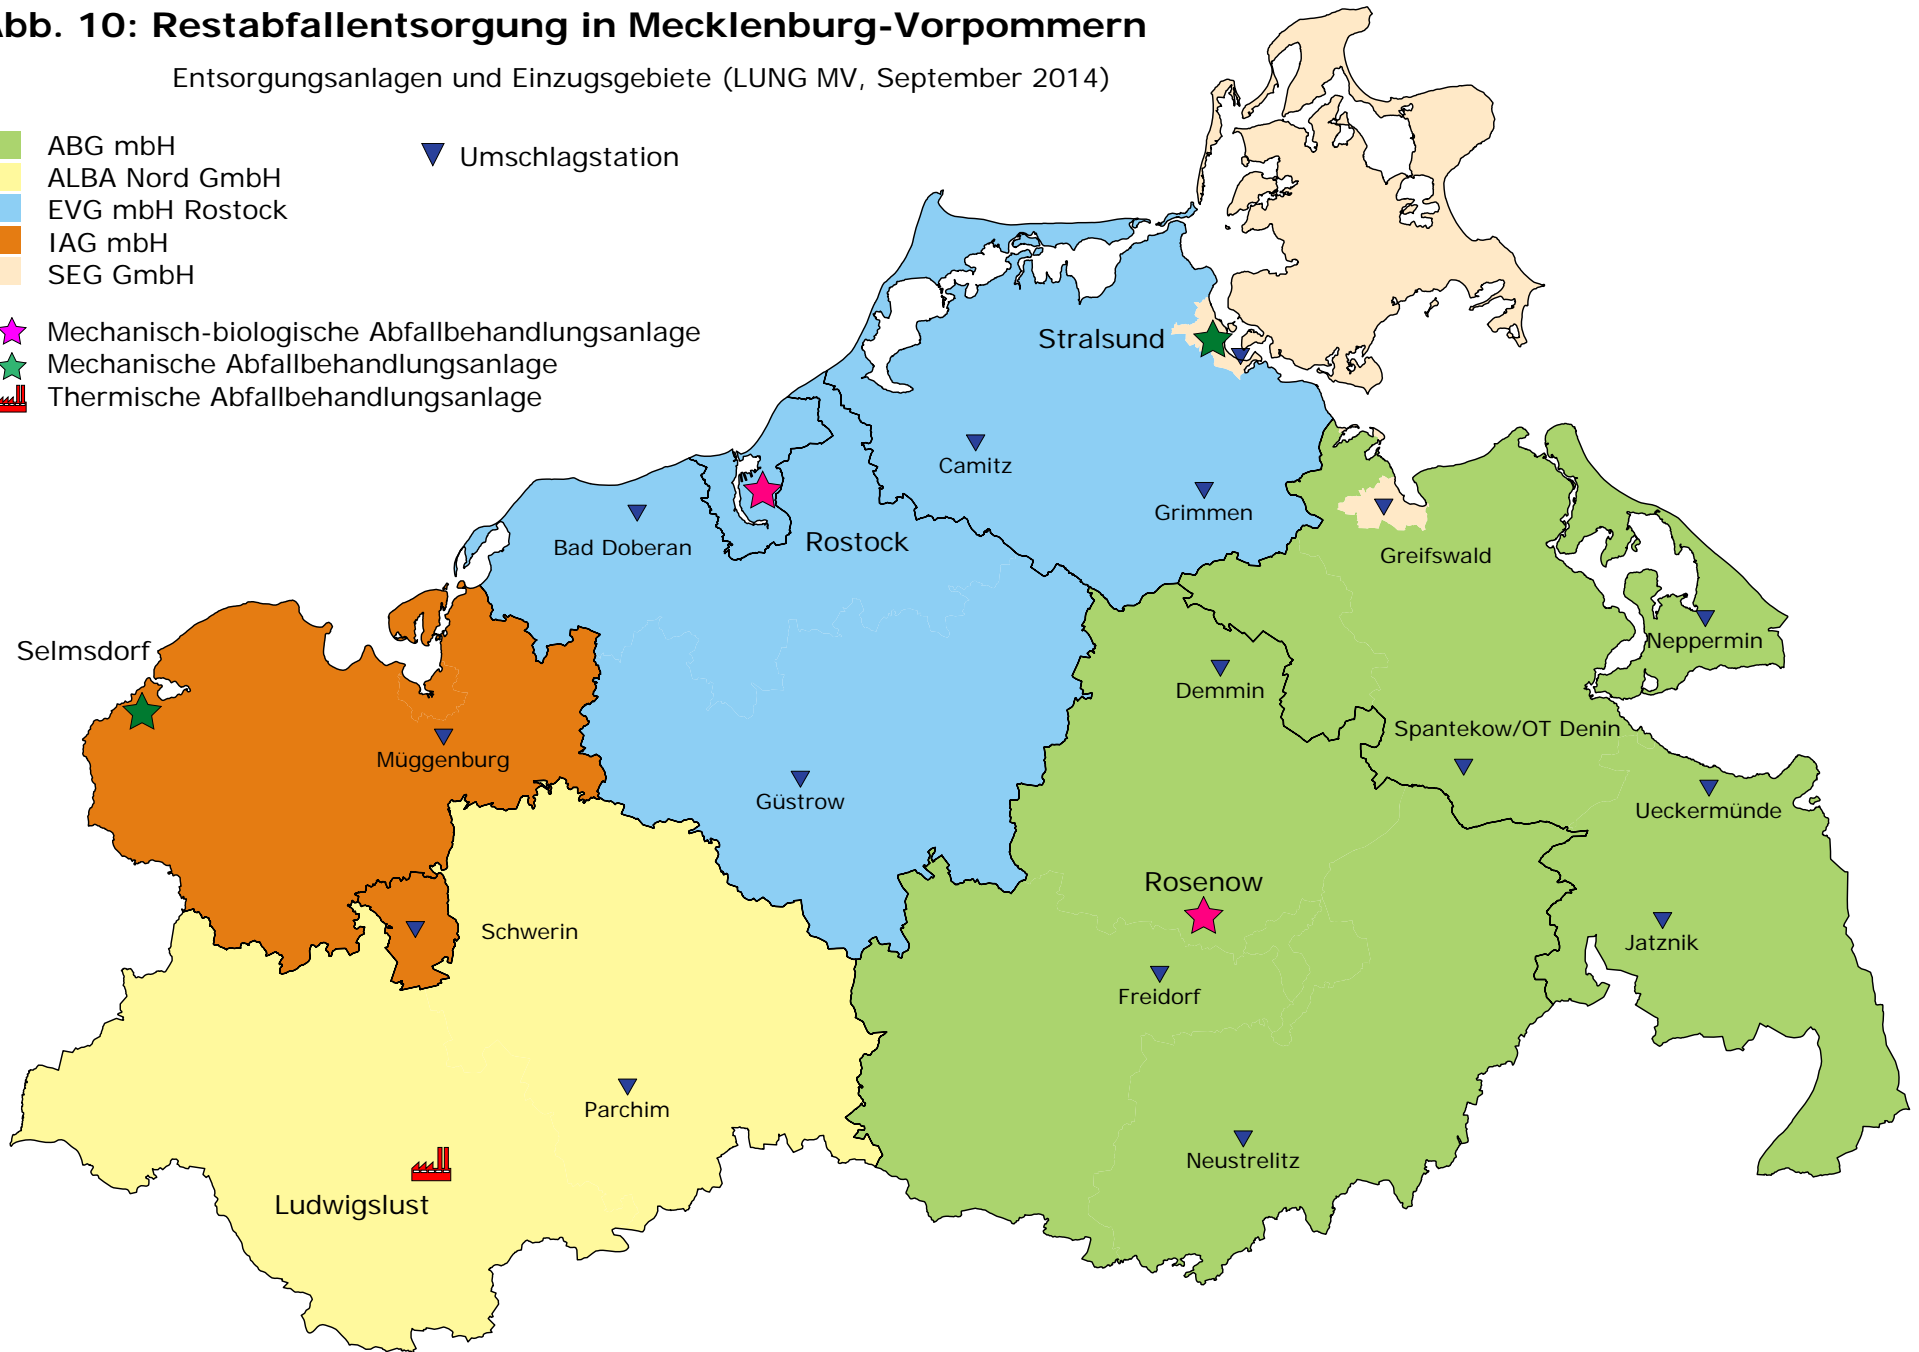 bb. 10: Restabfallentsorgung in Mecklenburg-Vorpommern
Entsorgungsanlagen und Einzugsgebiete (LUNG MV, September 2014)
ABG mbH
ALBA Nord GmbH
EVG mbH Rostock
IAG mbH
SEG GmbH
Umschlagstation
Mechanisch-biologische Abfallbehandlungsanlage
Mechanische Abfallbehandlungsanlage
Thermische Abfallbehandlungsanlage
Stralsund
Camitz
Grimmen
Bad Doberan
Rostock
Greifswald
Selmsdorf
Neppermin
Demmin
Spantekow/OT Denin
Müggenburg
Güstrow
Ueckermünde
Rosenow
Schwerin
Jatznik
Freidorf
Parchim
Neustrelitz
Ludwigslust